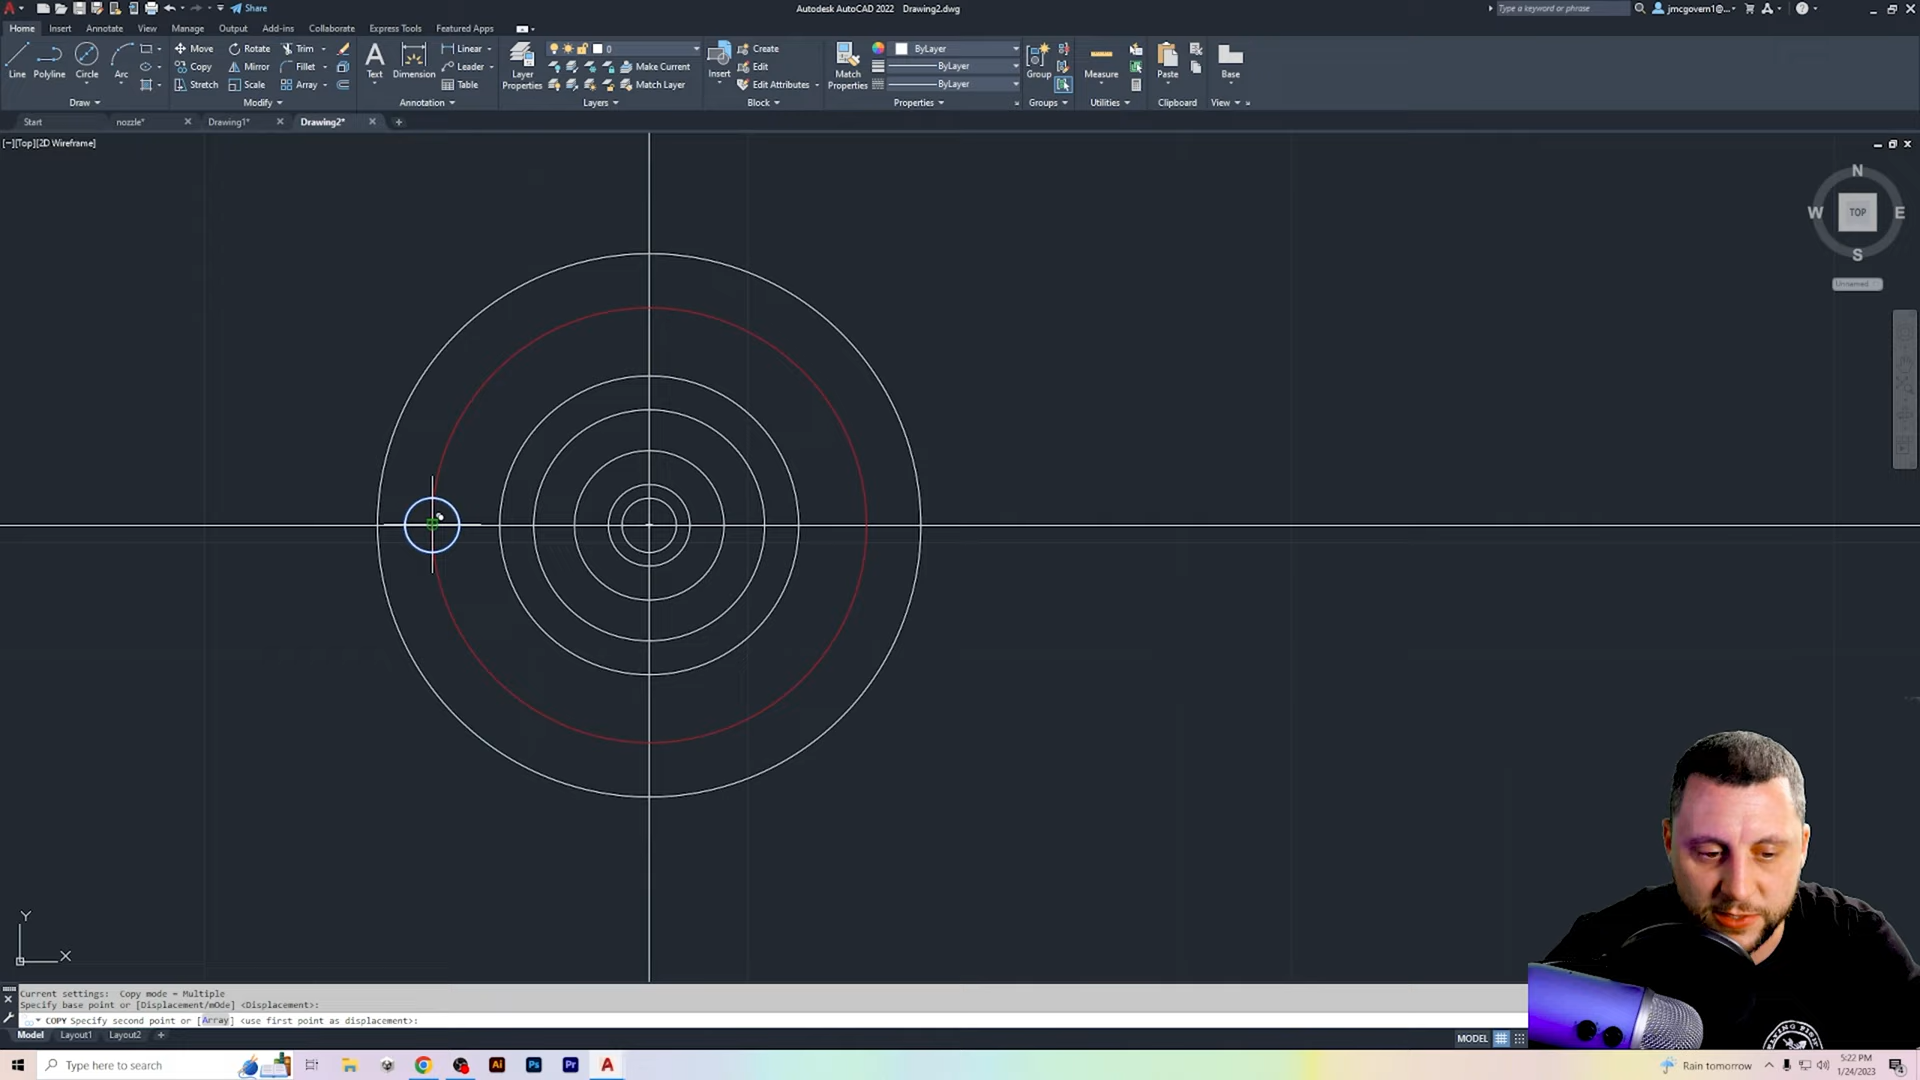 Share
Autodesk AutoCAD 2022 Drawing2.dwg
Type a keyword or phrase
jmcgovern1@...
Home Insert Annotate View Manage Output Add-ins Collaborate Express Tools Featured Apps
Line Polyline Circle Arc
Move Rotate Trim
Copy Mirror Fillet
Stretch Scale Array
Text Dimension
Linear
Leader
Table
Layer Properties
0
Make Current
Match Layer
Insert
Create
Edit
Edit Attributes
Match Properties
ByLayer
ByLayer
ByLayer
Group
Measure
Paste
Base
Draw Modify Annotation Layers Block Properties Groups Utilities Clipboard View
Start nozzle* Drawing1* Drawing2*
[−][Top][2D Wireframe]
N
W TOP E
S
Unnamed
Y
X
Current settings: Copy mode = Multiple
Specify base point or [Displacement/mOde] <Displacement>:
COPY Specify second point or [Array] <use first point as displacement>:
Model Layout1 Layout2 +
MODEL
Type here to search
Ai Ps Pr A
Rain tomorrow
5:22 PM
1/24/2023